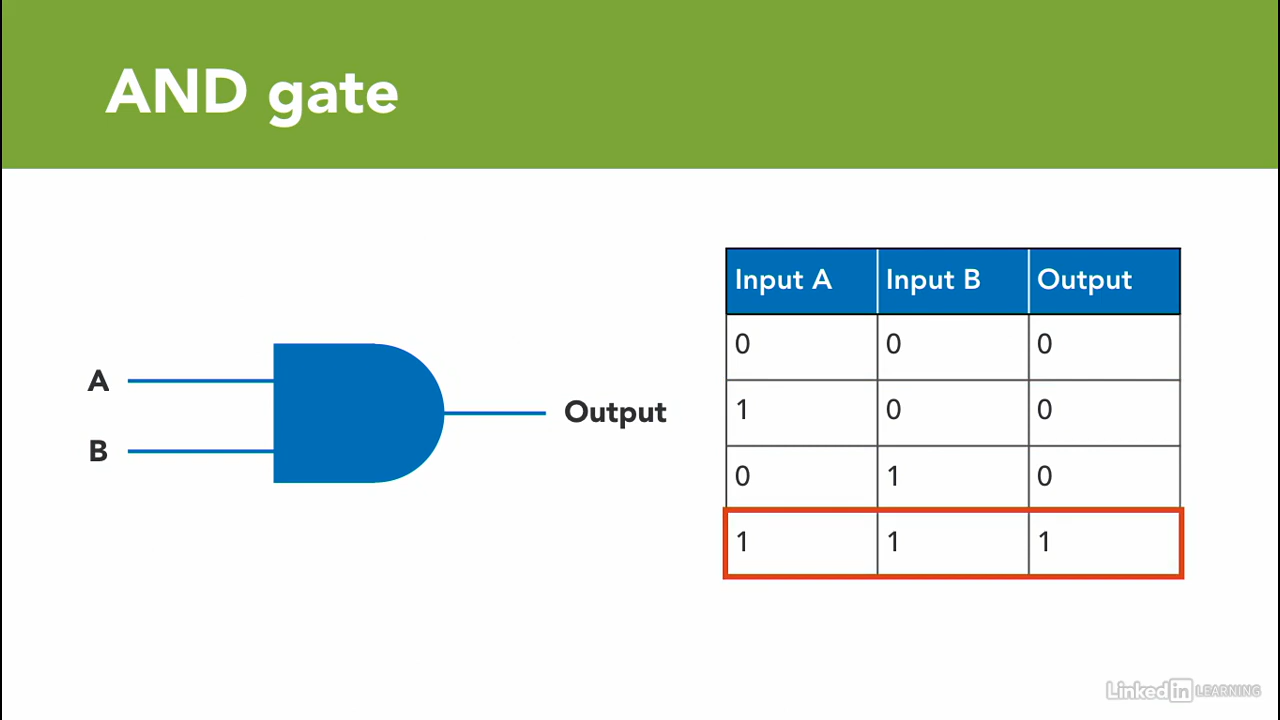 AND gate
A
B
Output
Input A Input B Output
0 0 0
1 0 0
0 1 0
1 1 1
Linked in LEARNING